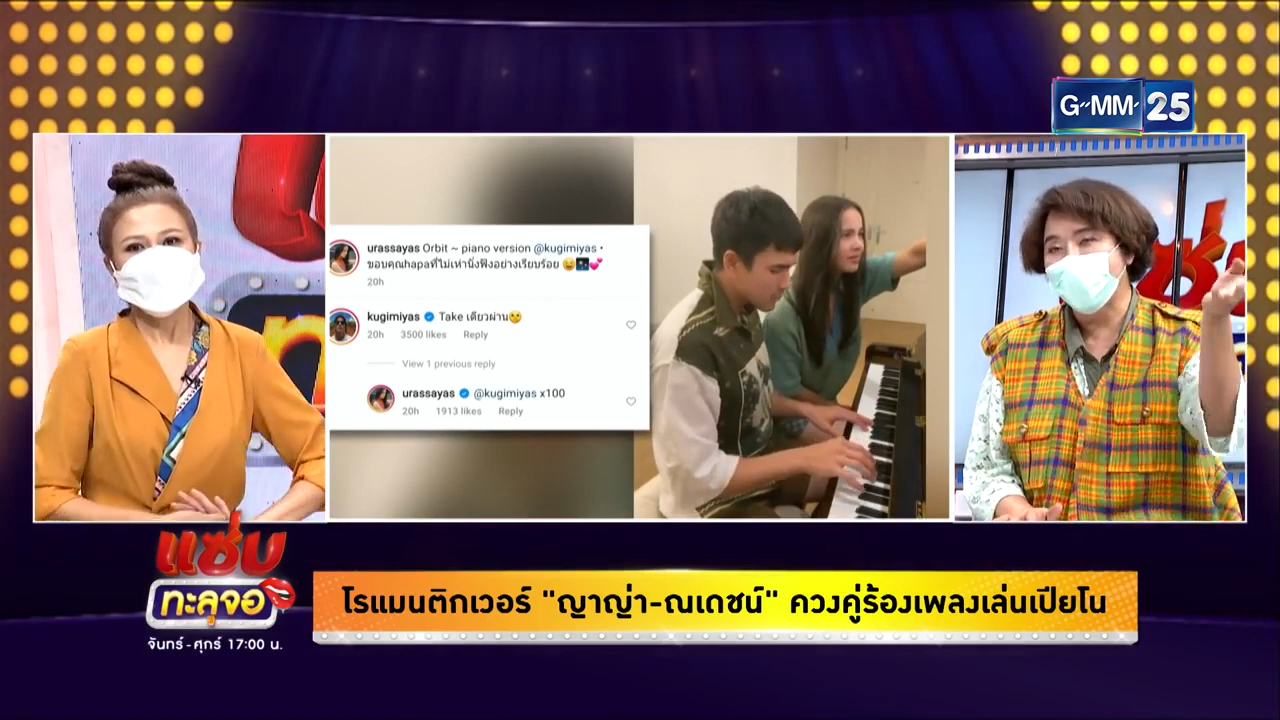 G-MM 25
urassayas Orbit ~ piano version @kugimiyas •
ขอบคุณhapaที่ไม่เห่านั่งฟังอย่างเรียบร้อย 😆🌃💕
20h
kugimiyas Take เดียวผ่าน🤫
20h 3500 likes Reply
View 1 previous reply
urassayas @kugimiyas x100
20h 1913 likes Reply
แซ่บ
ทะลุจอ
จันทร์-ศุกร์ 17:00 น.
โรแมนติกเวอร์ "ญาญ่า-ณเดชน์" ควงคู่ร้องเพลงเล่นเปียโน